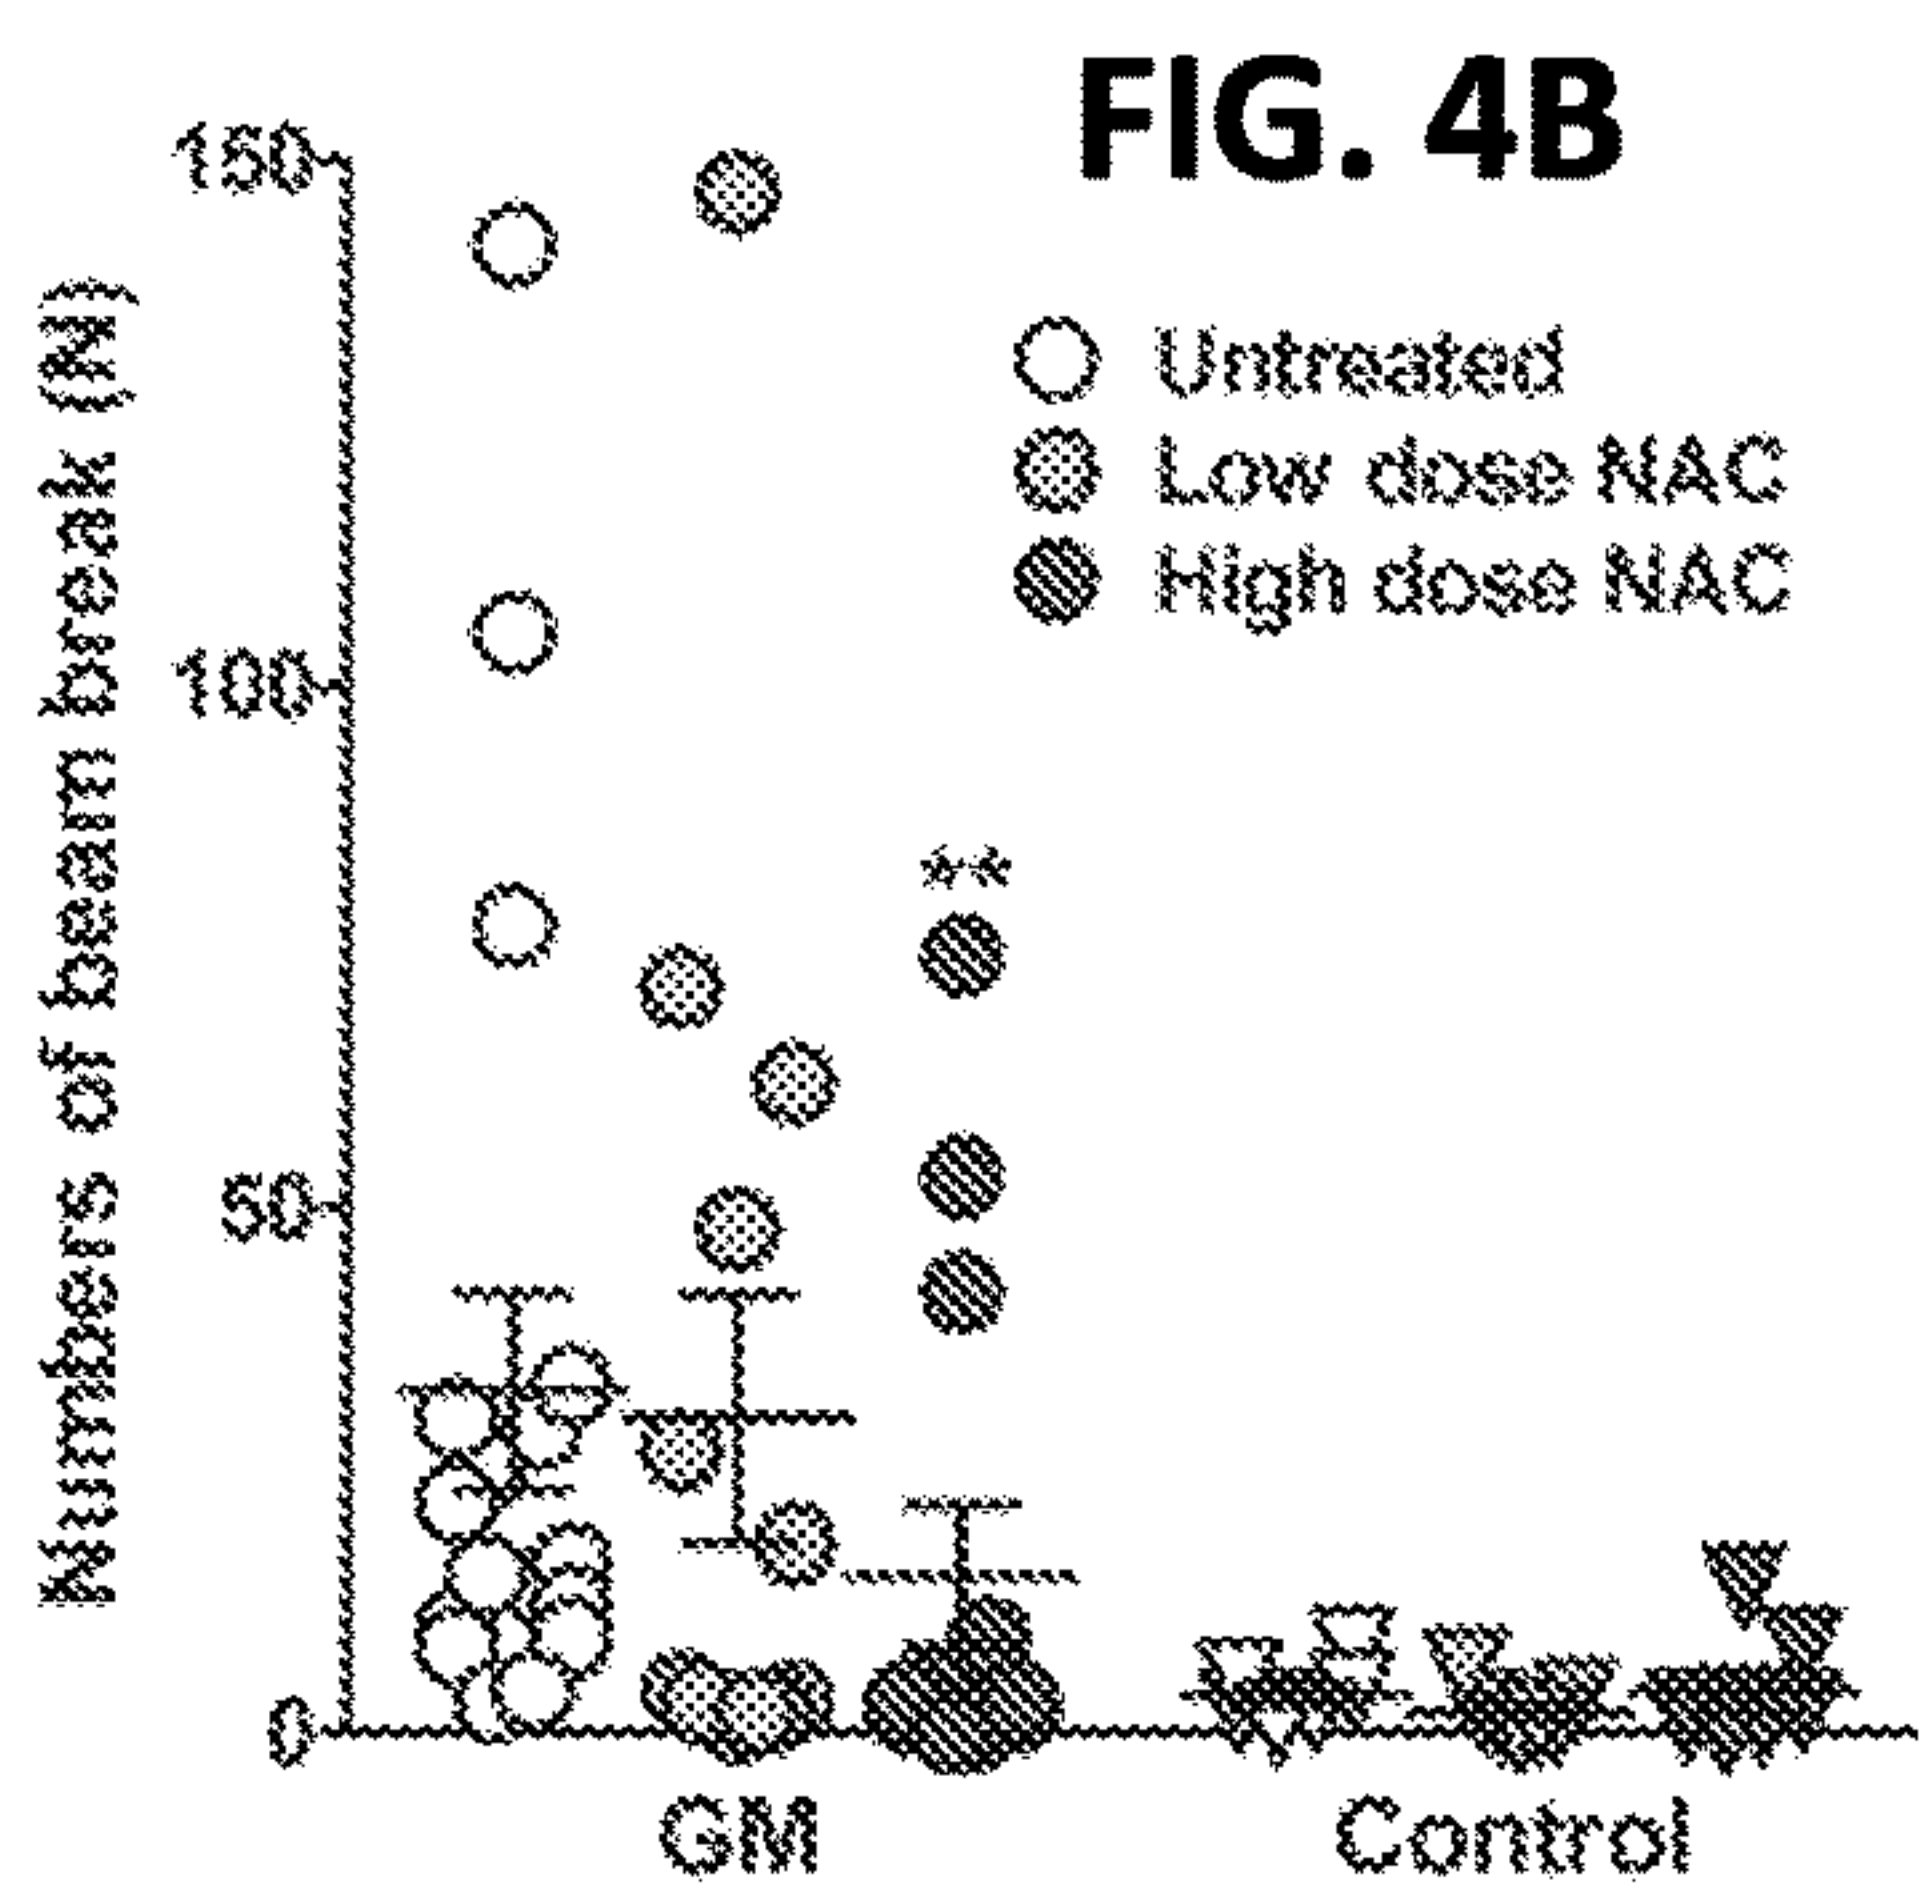 FIG. 4B
150
100
50
0
Numbers of beam break (N)
Untreated
Low dose NAC
High dose NAC
**
GM
Control